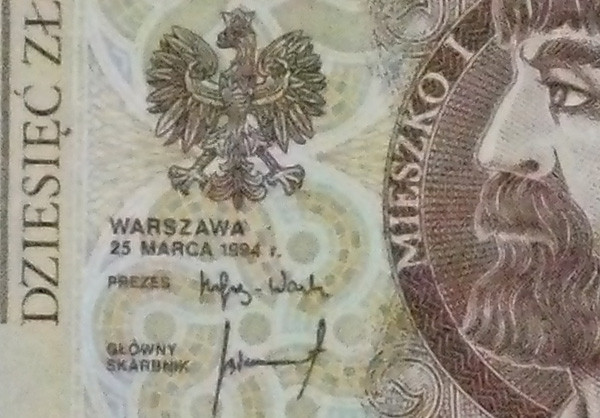 DZIESIĘĆ ZŁ
MIESZKO I
WARSZAWA
25 MARCA 1994 r.
PREZES
GŁÓWNY
SKARBNIK